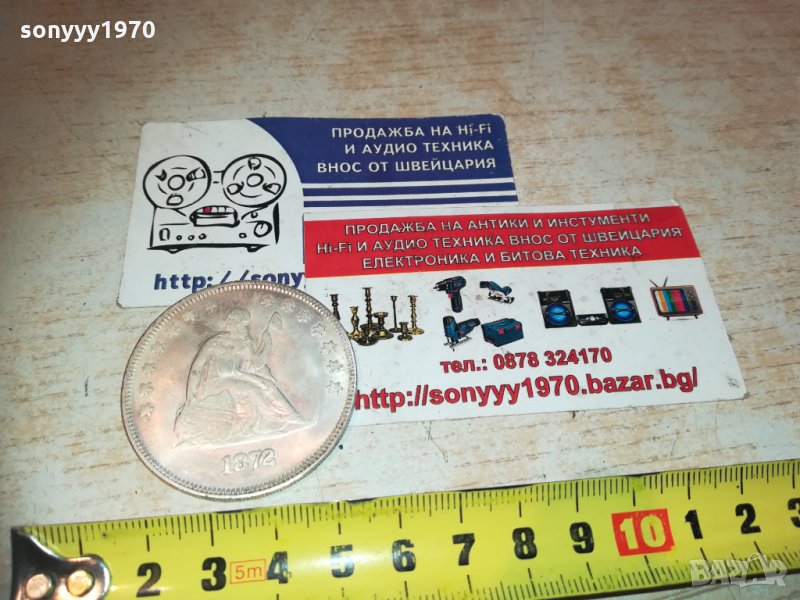 sonyyy1970
ПРОДАЖБА НА Hi-Fi
И АУДИО ТЕХНИКА
ВНОС ОТ ШВЕЙЦАРИЯ
http://sony
ПРОДАЖБА НА АНТИКИ И ИНСТУМЕНТИ
Hi-Fi И АУДИО ТЕХНИКА ВНОС ОТ ШВЕЙЦАРИЯ
ЕЛЕКТРОНИКА И БИТОВА ТЕХНИКА
тел.: 0878 324170
http://sonyyy1970.bazar.bg/
1872
2 3 5m 4 5 6 7 8 9 10 1 2 3
BAZAR